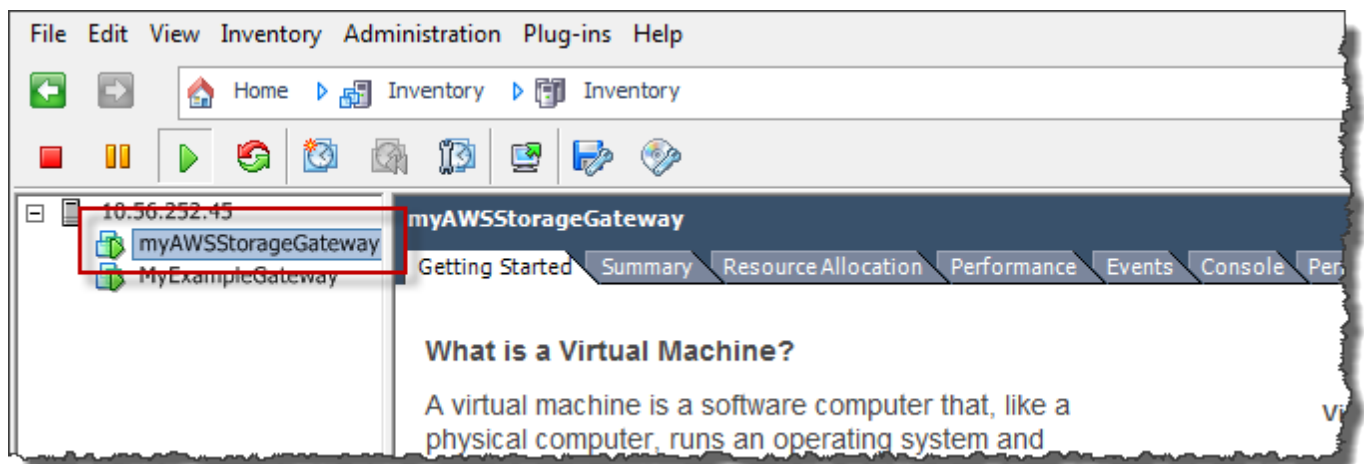 File Edit View Inventory Administration Plug-ins Help
Home Inventory Inventory
10.56.252.45
myAWSStorageGateway
MyExampleGateway
myAWSStorageGateway
Getting Started Summary Resource Allocation Performance Events Console
What is a Virtual Machine?
A virtual machine is a software computer that, like a
physical computer, runs an operating system and